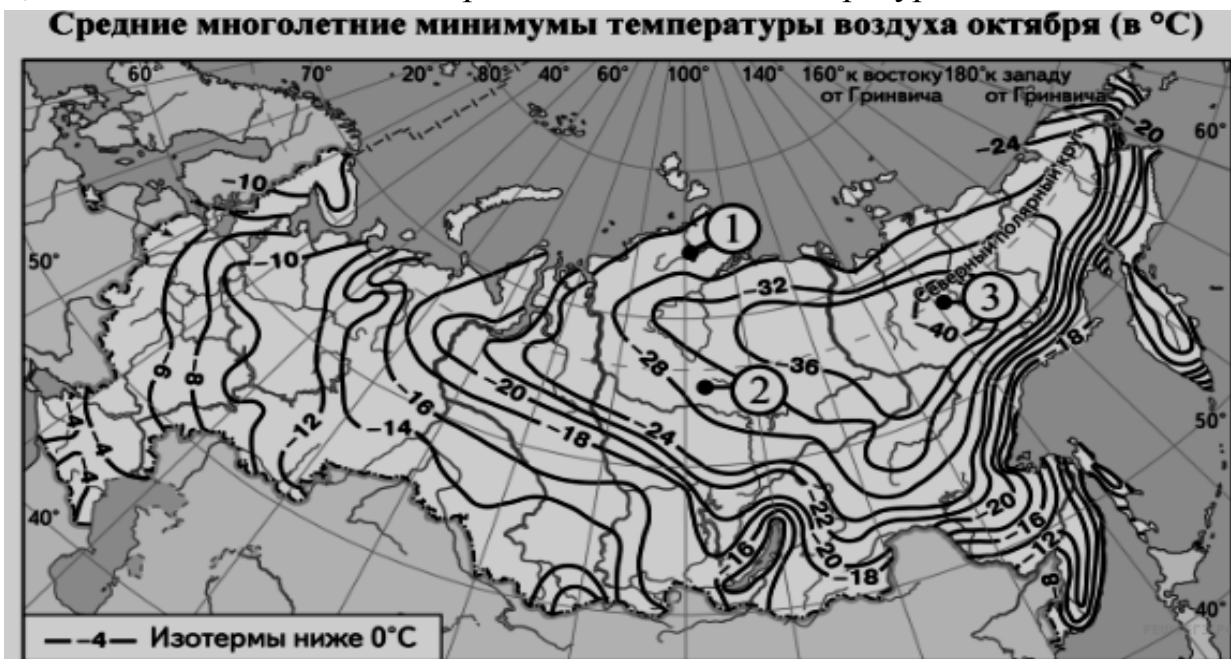 Средние многолетние минимумы температуры воздуха октября (в °С)
60° 70° 20° 80° 40° 60° 100° 140° 160° к востоку от Гринвича 180° к западу от Гринвича
-24 -20 60°
Северный полярный круг
-10
1
50° -10
-32 3
-40
-6 -8 -28 -36 -18
2
-4 -4 -12 -16 -20 -24
-14 -18 50°
-4 -22 -20
40° -16 -20 -16
-18 -12
-8 40°
-4 Изотермы ниже 0°С